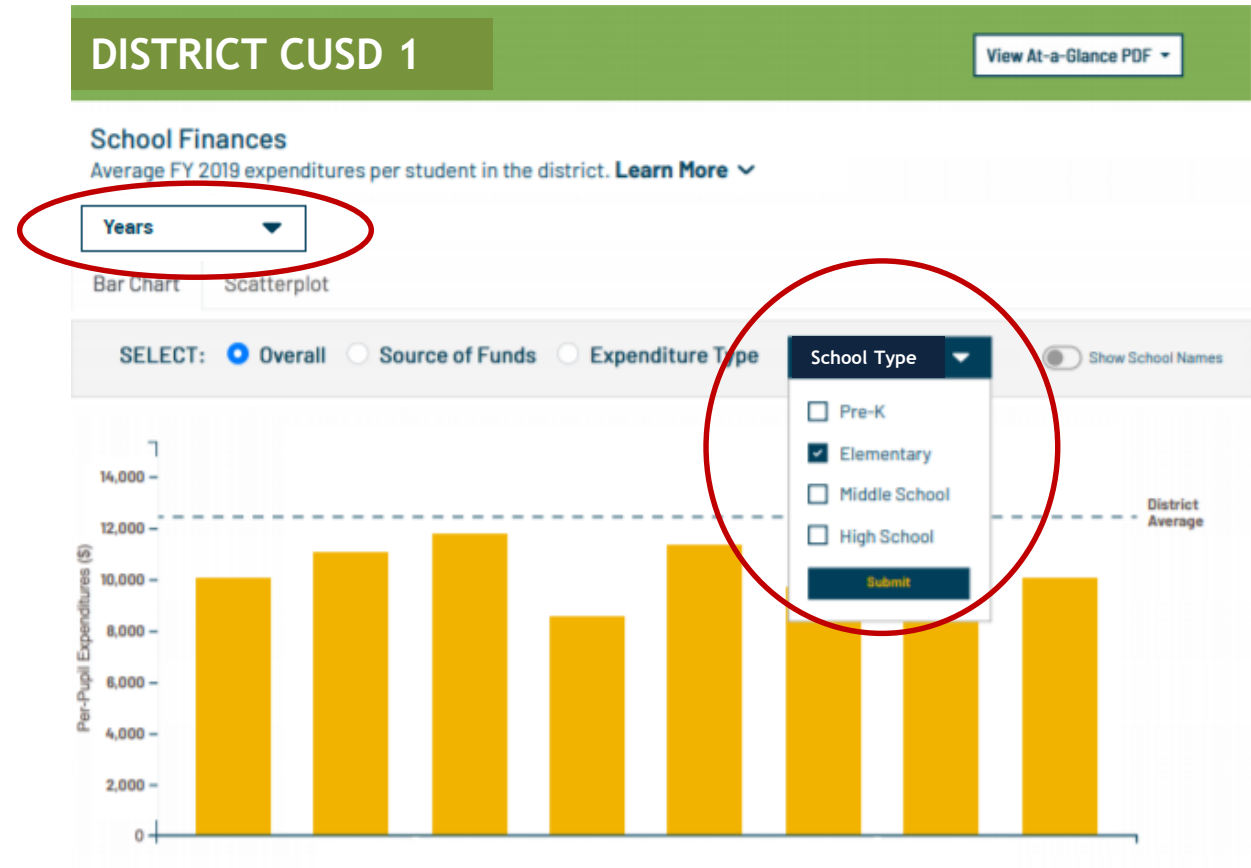 DISTRICT CUSD 1
View At-a-Glance PDF
School Finances
Average FY 2019 expenditures per student in the district. Learn More
Years
Bar Chart Scatterplot
SELECT: Overall Source of Funds Expenditure Type School Type Show School Names
Pre-K
Elementary
Middle School
High School
Submit
14,000
12,000
10,000
8,000
6,000
4,000
2,000
0
Per-Pupil Expenditures ($)
District
Average